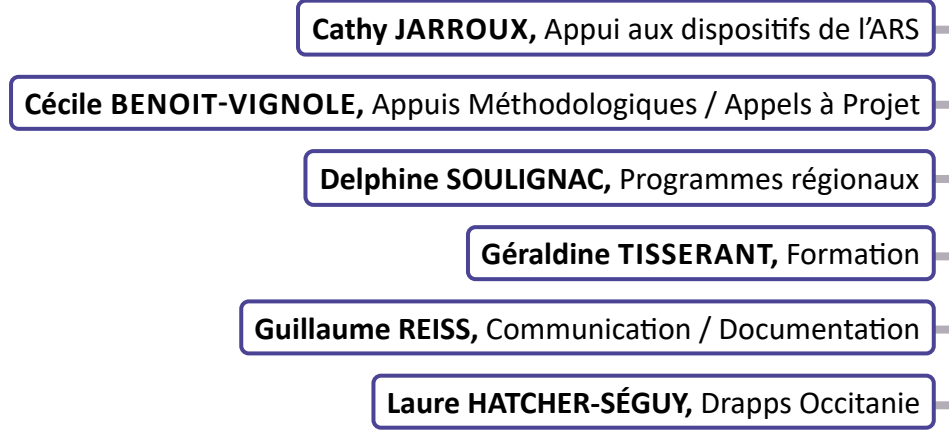 Cathy JARROUX, Appui aux dispositifs de l'ARS
Cécile BENOIT-VIGNOLE, Appuis Méthodologiques / Appels à Projet
Delphine SOULIGNAC, Programmes régionaux
Géraldine TISSERANT, Formation
Guillaume REISS, Communication / Documentation
Laure HATCHER-SÉGUY, Drapps Occitanie